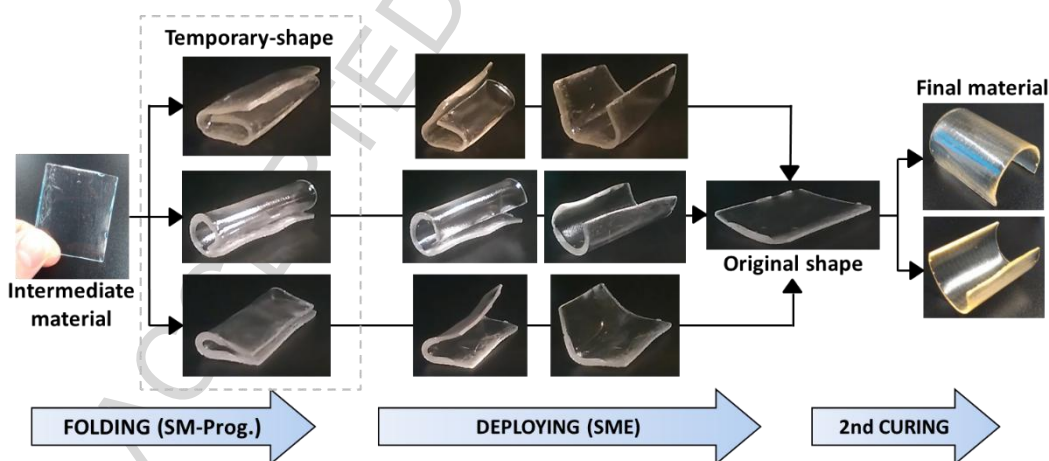 Temporary-shape
Final material
Intermediate
material
Original shape
FOLDING (SM-Prog.)
DEPLOYING (SME)
2nd CURING